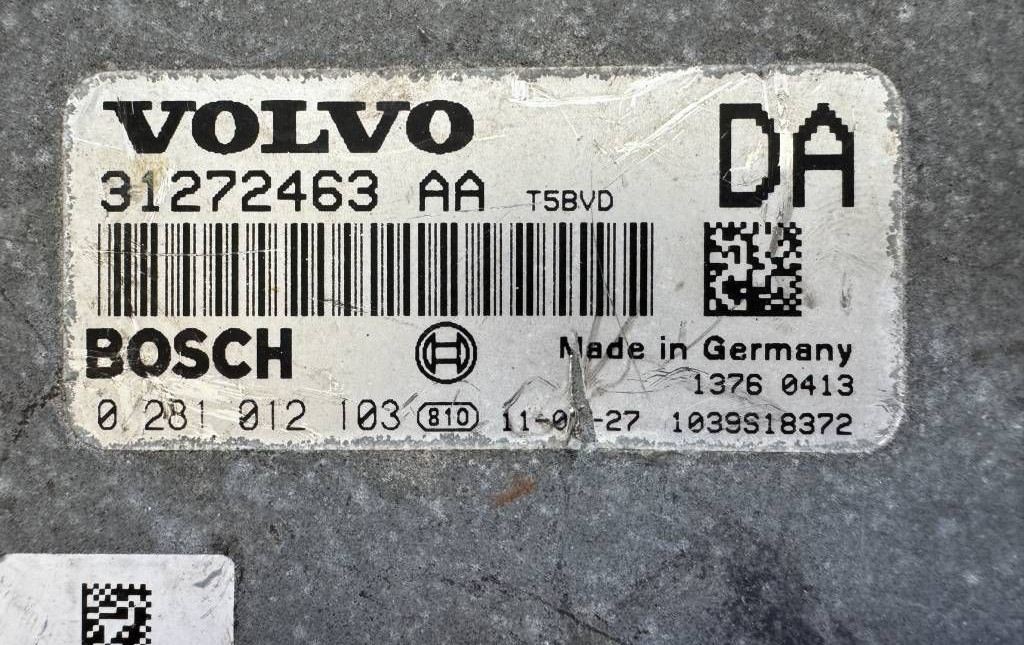 VOLVO
DA
31272463 AA T5BVD
BOSCH
Made in Germany
1376 0413
0 281 012 103 810 1039S18372